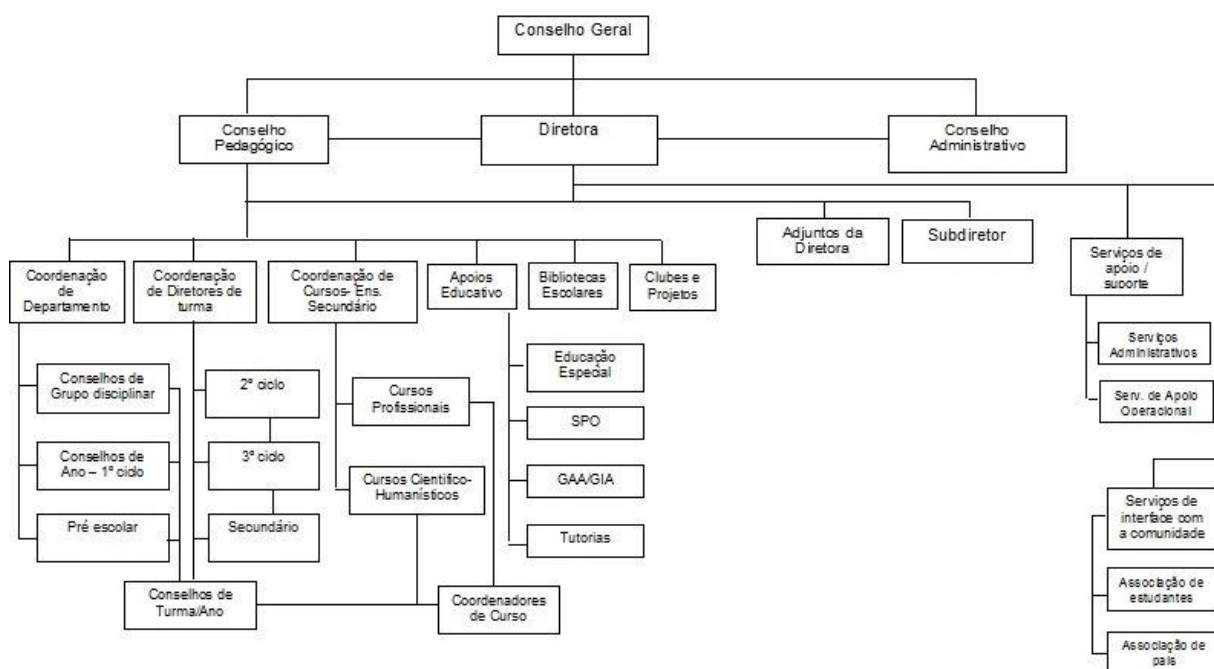 Conselho Geral
Conselho
Pedagógico
Diretora
Conselho
Administrativo
Adjuntos da
Diretora
Subdiretor
Serviços de
apóio /
suporte
Coordenação
de
Departamento
Coordenação
de Diretores de
turma
Coordenação de
Cursos- Ens.
Secundário
Apoios
Educativo
Bibliotecas
Escolares
Clubes e
Projetos
Serviços
Administrativos
Serv. de Apoio
Operacional
Conselhos de
Grupo disciplinar
Conselhos de
Ano – 1º ciclo
Pré escolar
2º ciclo
3º ciclo
Secundário
Cursos
Profissionais
Cursos Cientifico-
Humanísticos
Educação
Especial
SPO
GAA/GIA
Tutorias
Conselhos de
Turma/Ano
Coordenadores
de Curso
Serviços de
interface com
a comunidade
Associação de
estudantes
Associação de
pais